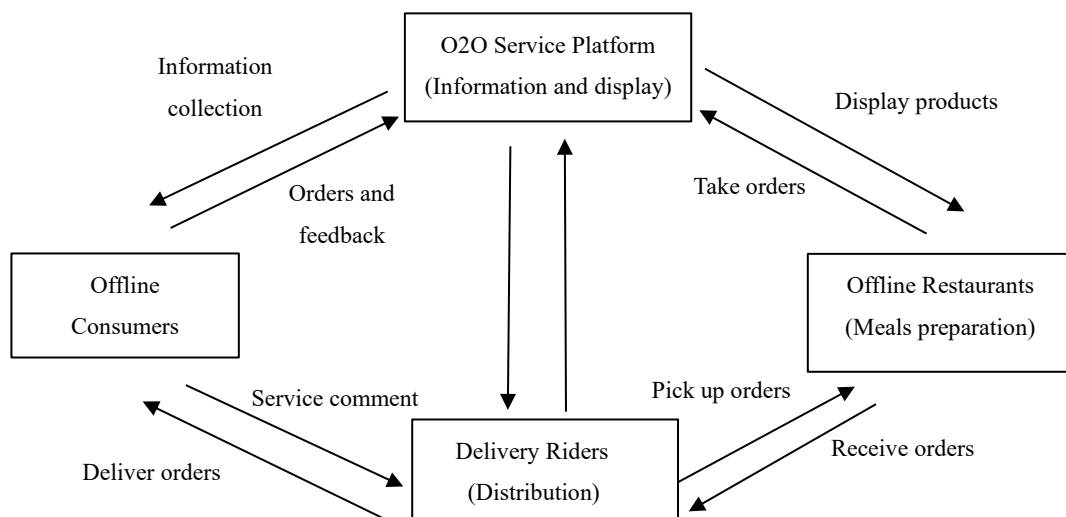 O2O Service Platform
(Information and display)
Information
collection
Display products
Orders and
feedback
Take orders
Offline
Consumers
Offline Restaurants
(Meals preparation)
Service comment
Pick up orders
Deliver orders
Delivery Riders
(Distribution)
Receive orders